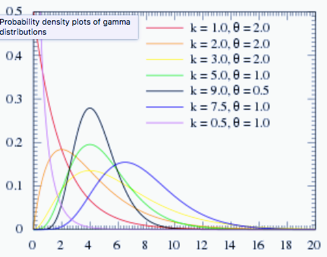 0.5
Probability density plots of gamma
distributions
k = 1.0, θ = 2.0
k = 2.0, θ = 2.0
k = 3.0, θ = 2.0
k = 5.0, θ = 1.0
k = 9.0, θ = 0.5
k = 7.5, θ = 1.0
k = 0.5, θ = 1.0
0.4
0.3
0.2
0.1
0
0 2 4 6 8 10 12 14 16 18 20